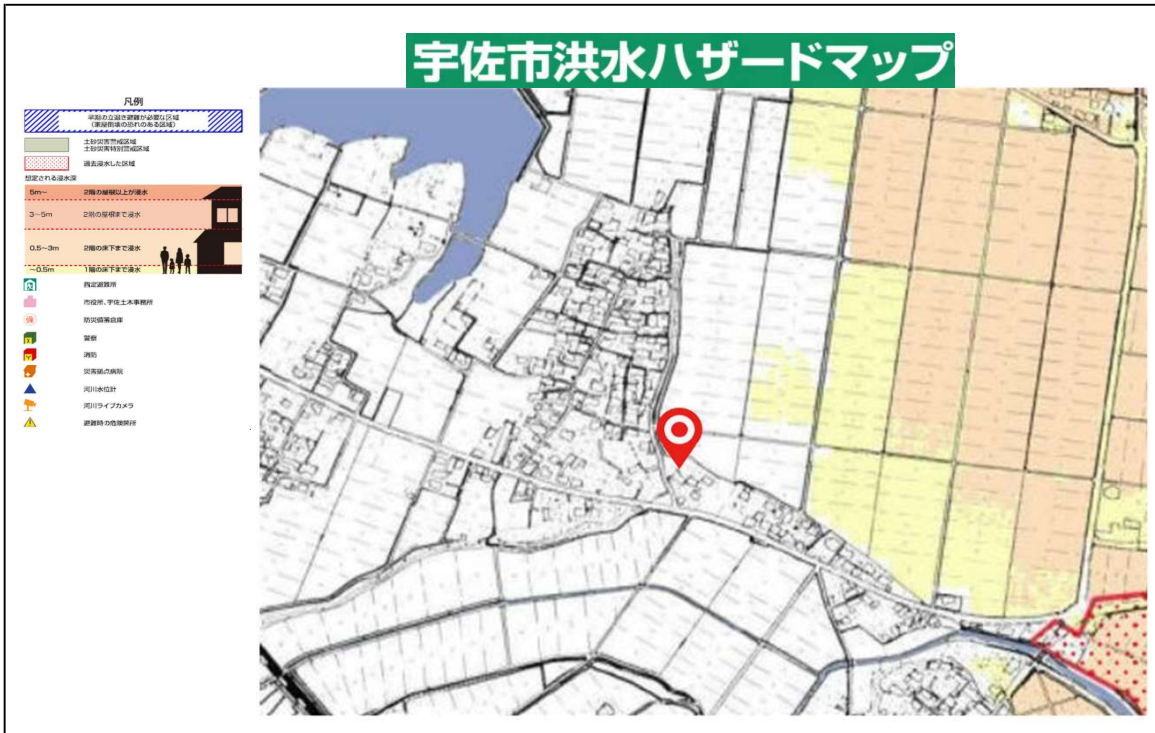 宇佐市洪水ハザードマップ
凡例
早期の立退き避難が必要な区域
(家屋倒壊の恐れのある区域)
土砂災害警戒区域
土砂災害特別警戒区域
過去浸水した区域
想定される浸水深
5m～ 2階の屋根以上が浸水
3～5m 2階の屋根まで浸水
0.5～3m 2階の床下まで浸水
～0.5m 1階の床下まで浸水
指定避難所
市役所、宇佐土木事務所
防災備蓄倉庫
警察
消防
災害拠点病院
河川水位計
河川ライブカメラ
避難時の危険箇所